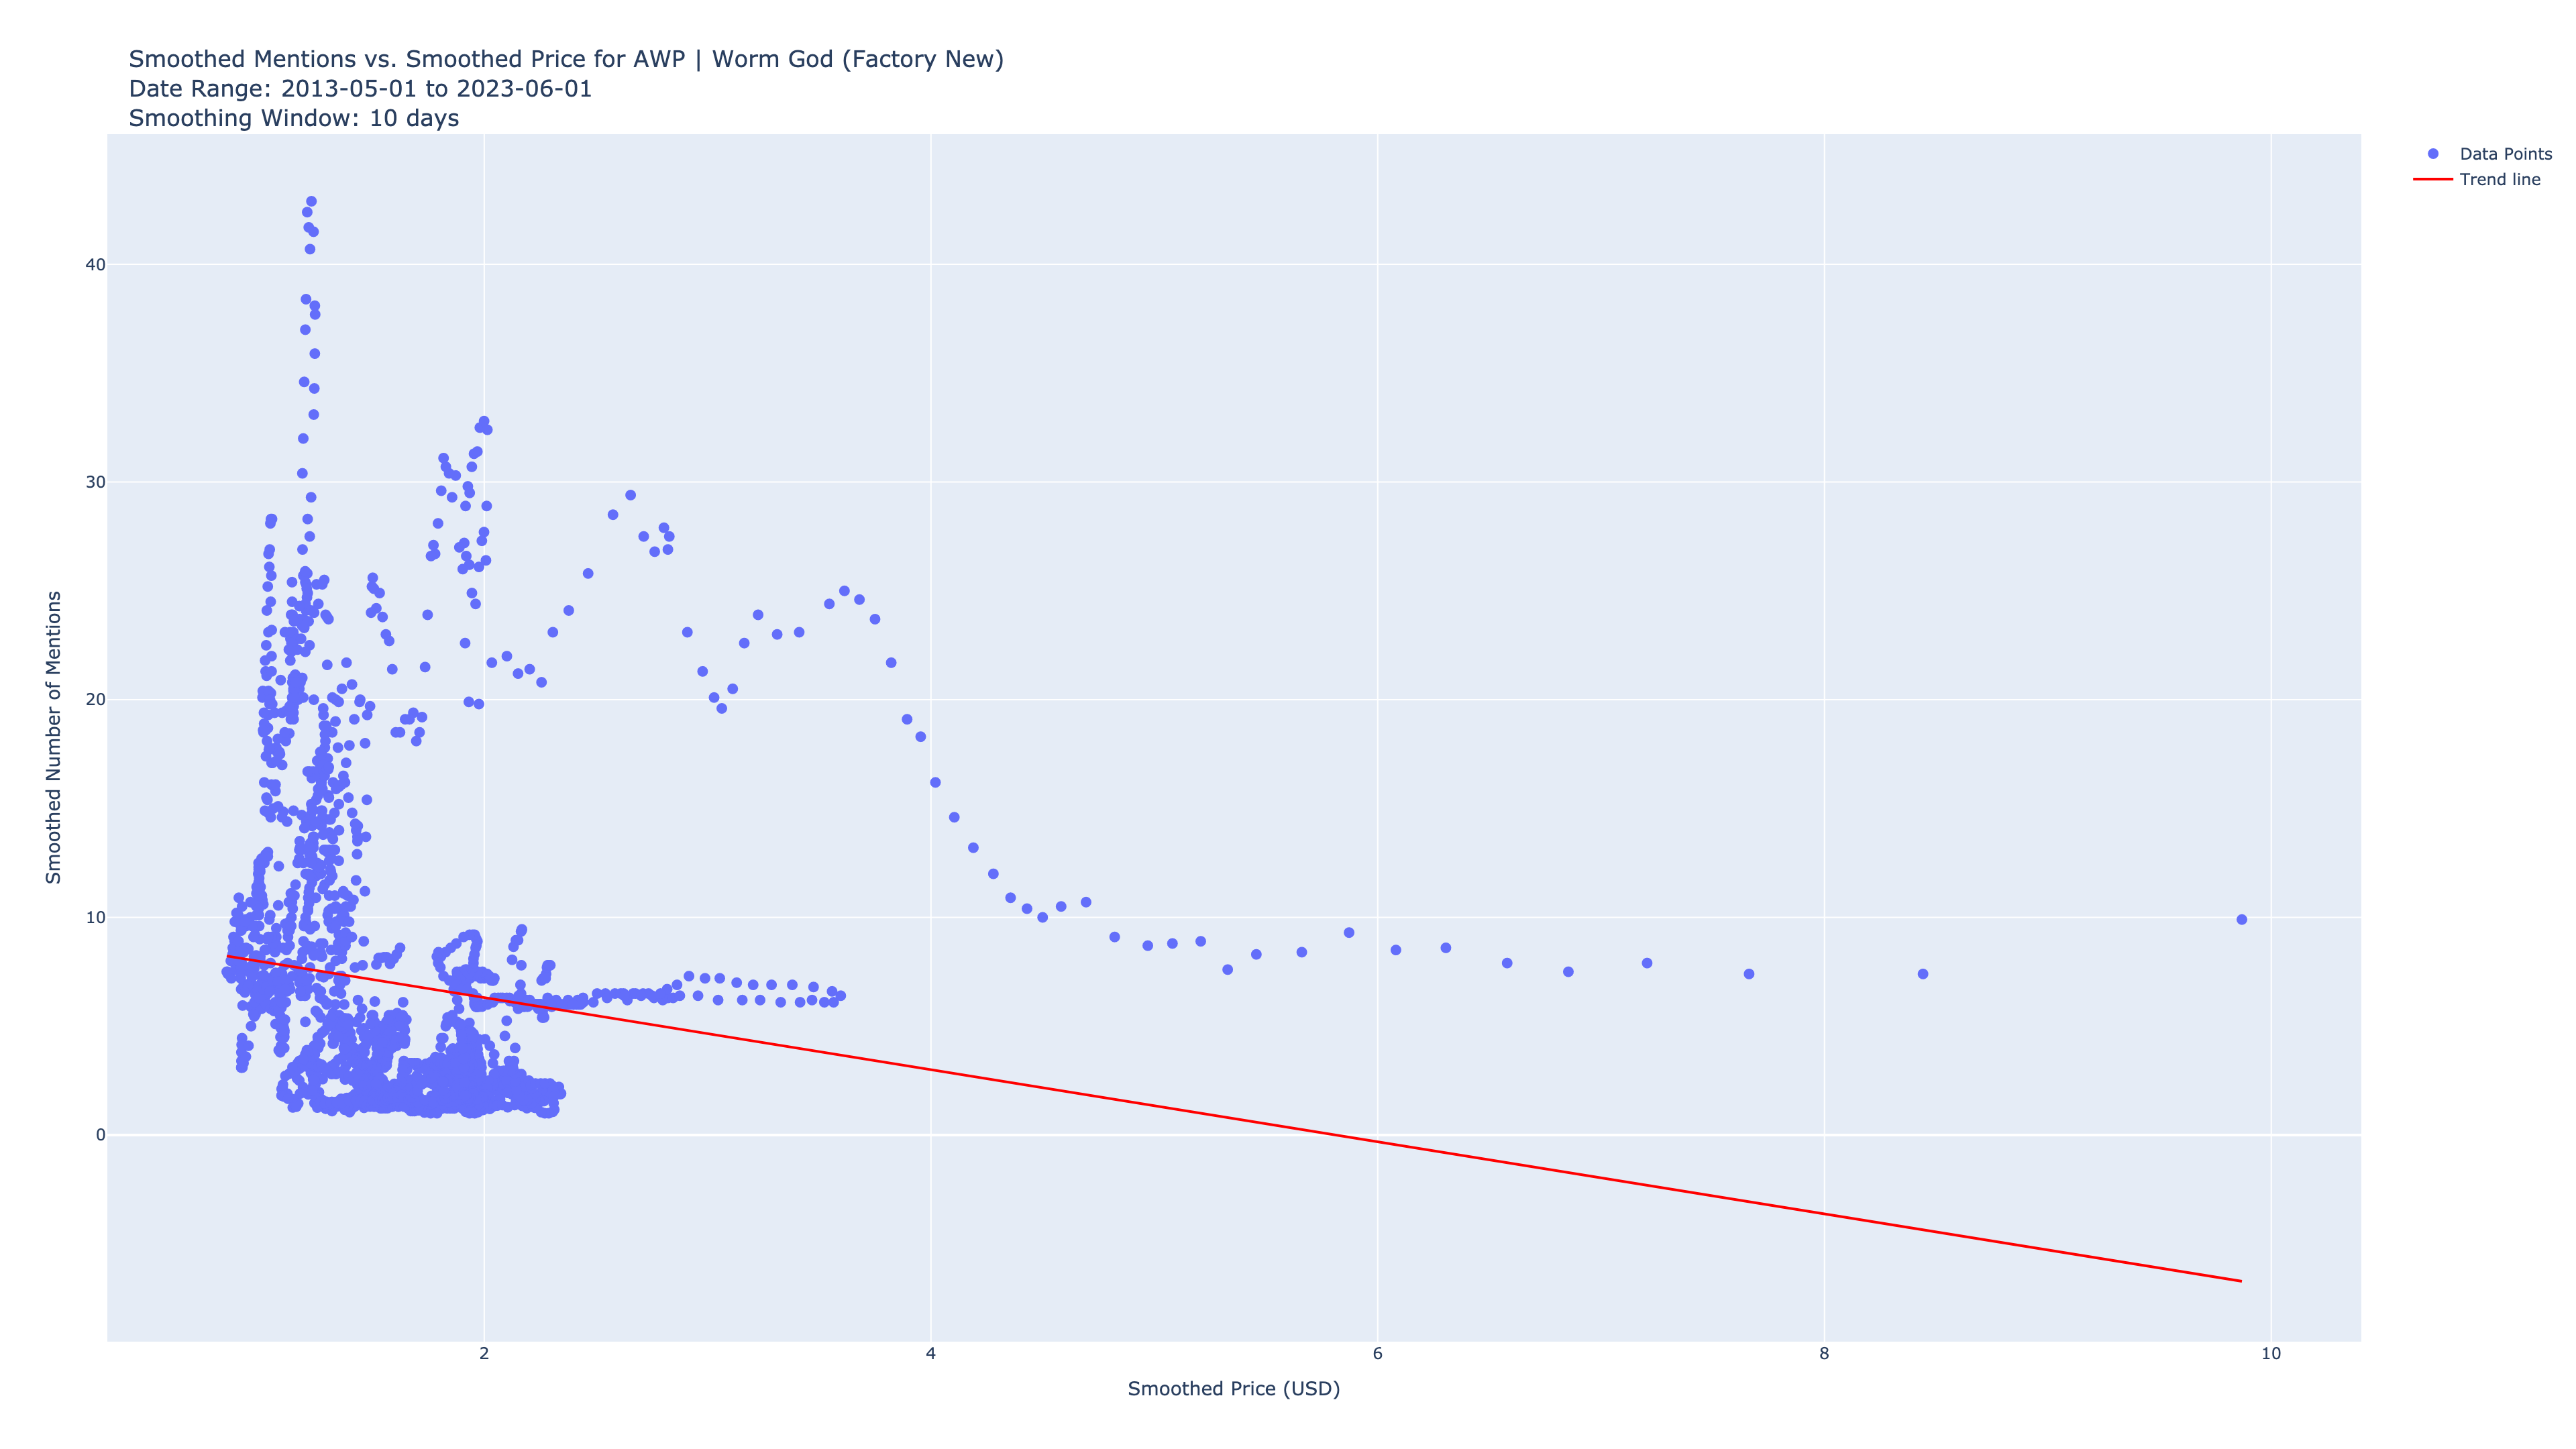 Smoothed Mentions vs. Smoothed Price for AWP | Worm God (Factory New)
Date Range: 2013-05-01 to 2023-06-01
Smoothing Window: 10 days
Data Points
Trend line
Smoothed Number of Mentions
40
30
20
10
0
2
4
6
8
10
Smoothed Price (USD)